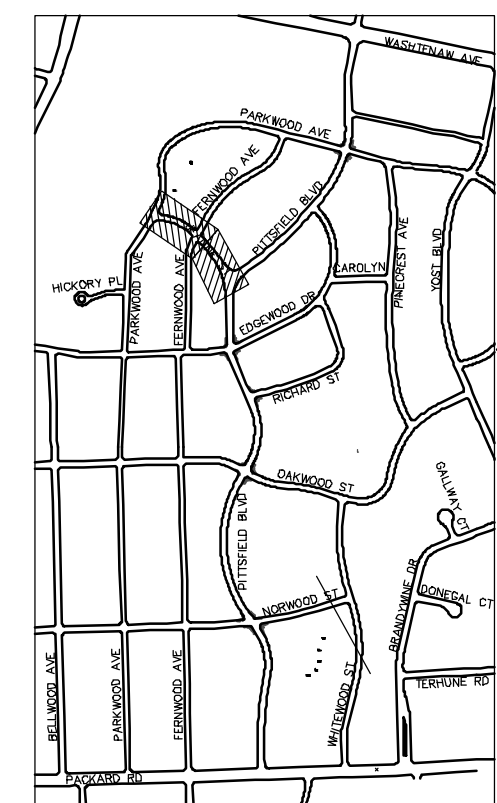 WASHTENAW AVE
PARKWOOD AVE
FERNWOOD AVE
PITTSFIELD BLVD
CAROLYN
PINECREST AVE
YOST BLVD
HICKORY PL
PARKWOOD AVE
FERNWOOD AVE
EDGEWOOD DR
RICHARD ST
OAKWOOD ST
GALLWAY CT
PITTSFIELD BLVD
BRANDYWNE DR
DONEGAL CT
NORWOOD ST
BELLWOOD AVE
PARKWOOD AVE
FERNWOOD AVE
WHITEWOOD ST
TERHUNE RD
PACKARD RD